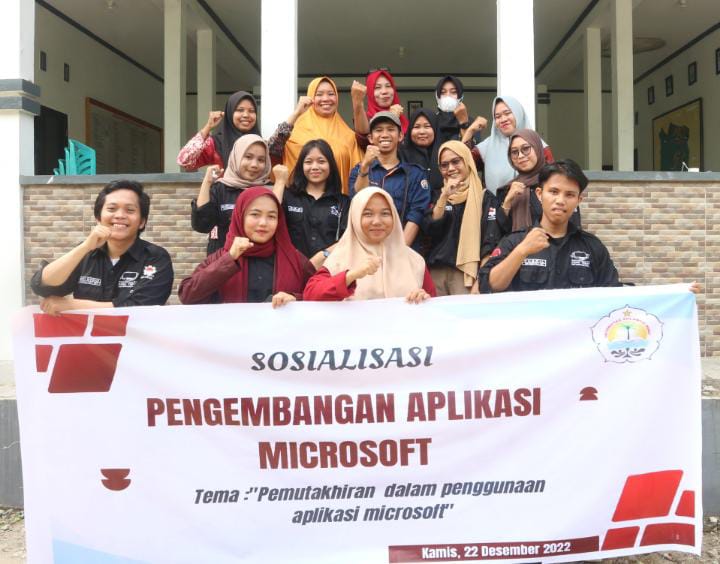 SOSIALISASI
PENGEMBANGAN APLIKASI
MICROSOFT
Tema :"Pemutakhiran dalam penggunaan
aplikasi microsoft"
Kamis, 22 Desember 2022